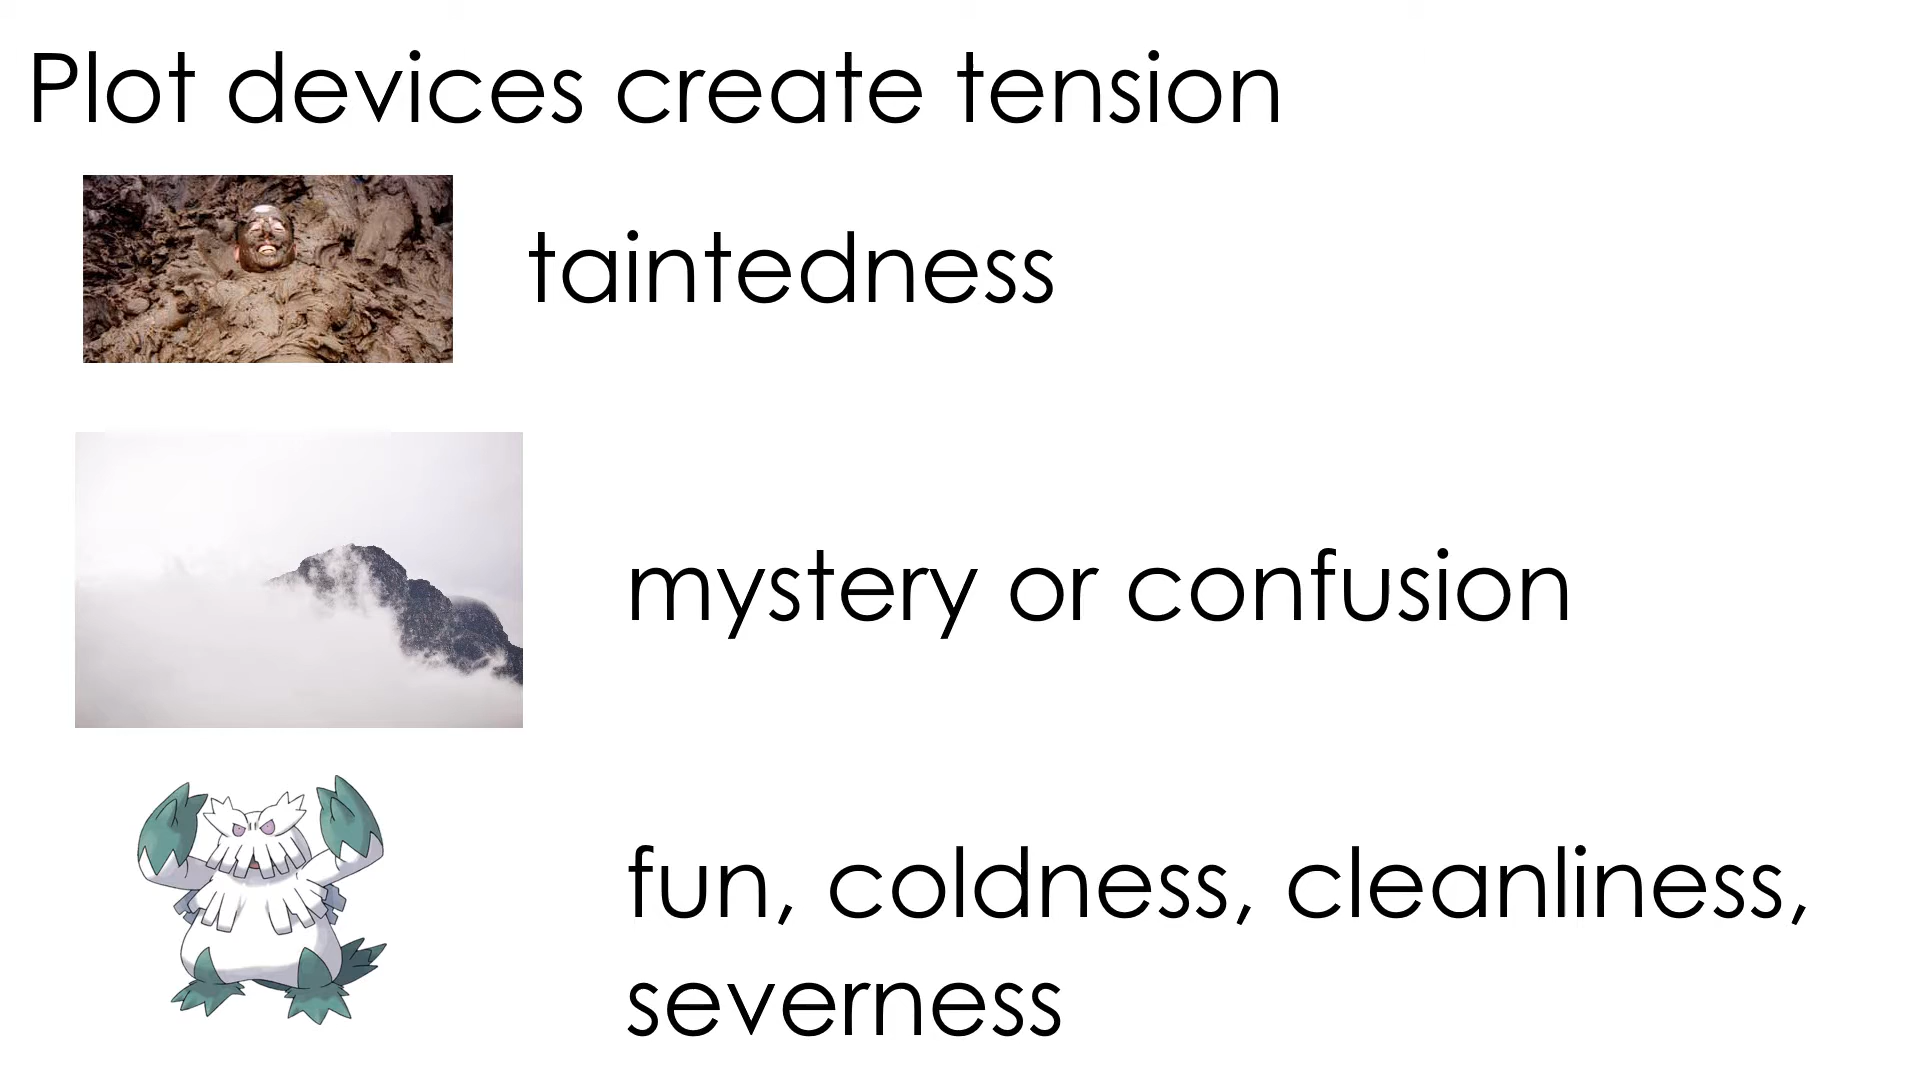 Plot devices create tension
taintedness
mystery or confusion
fun, coldness, cleanliness,
severness